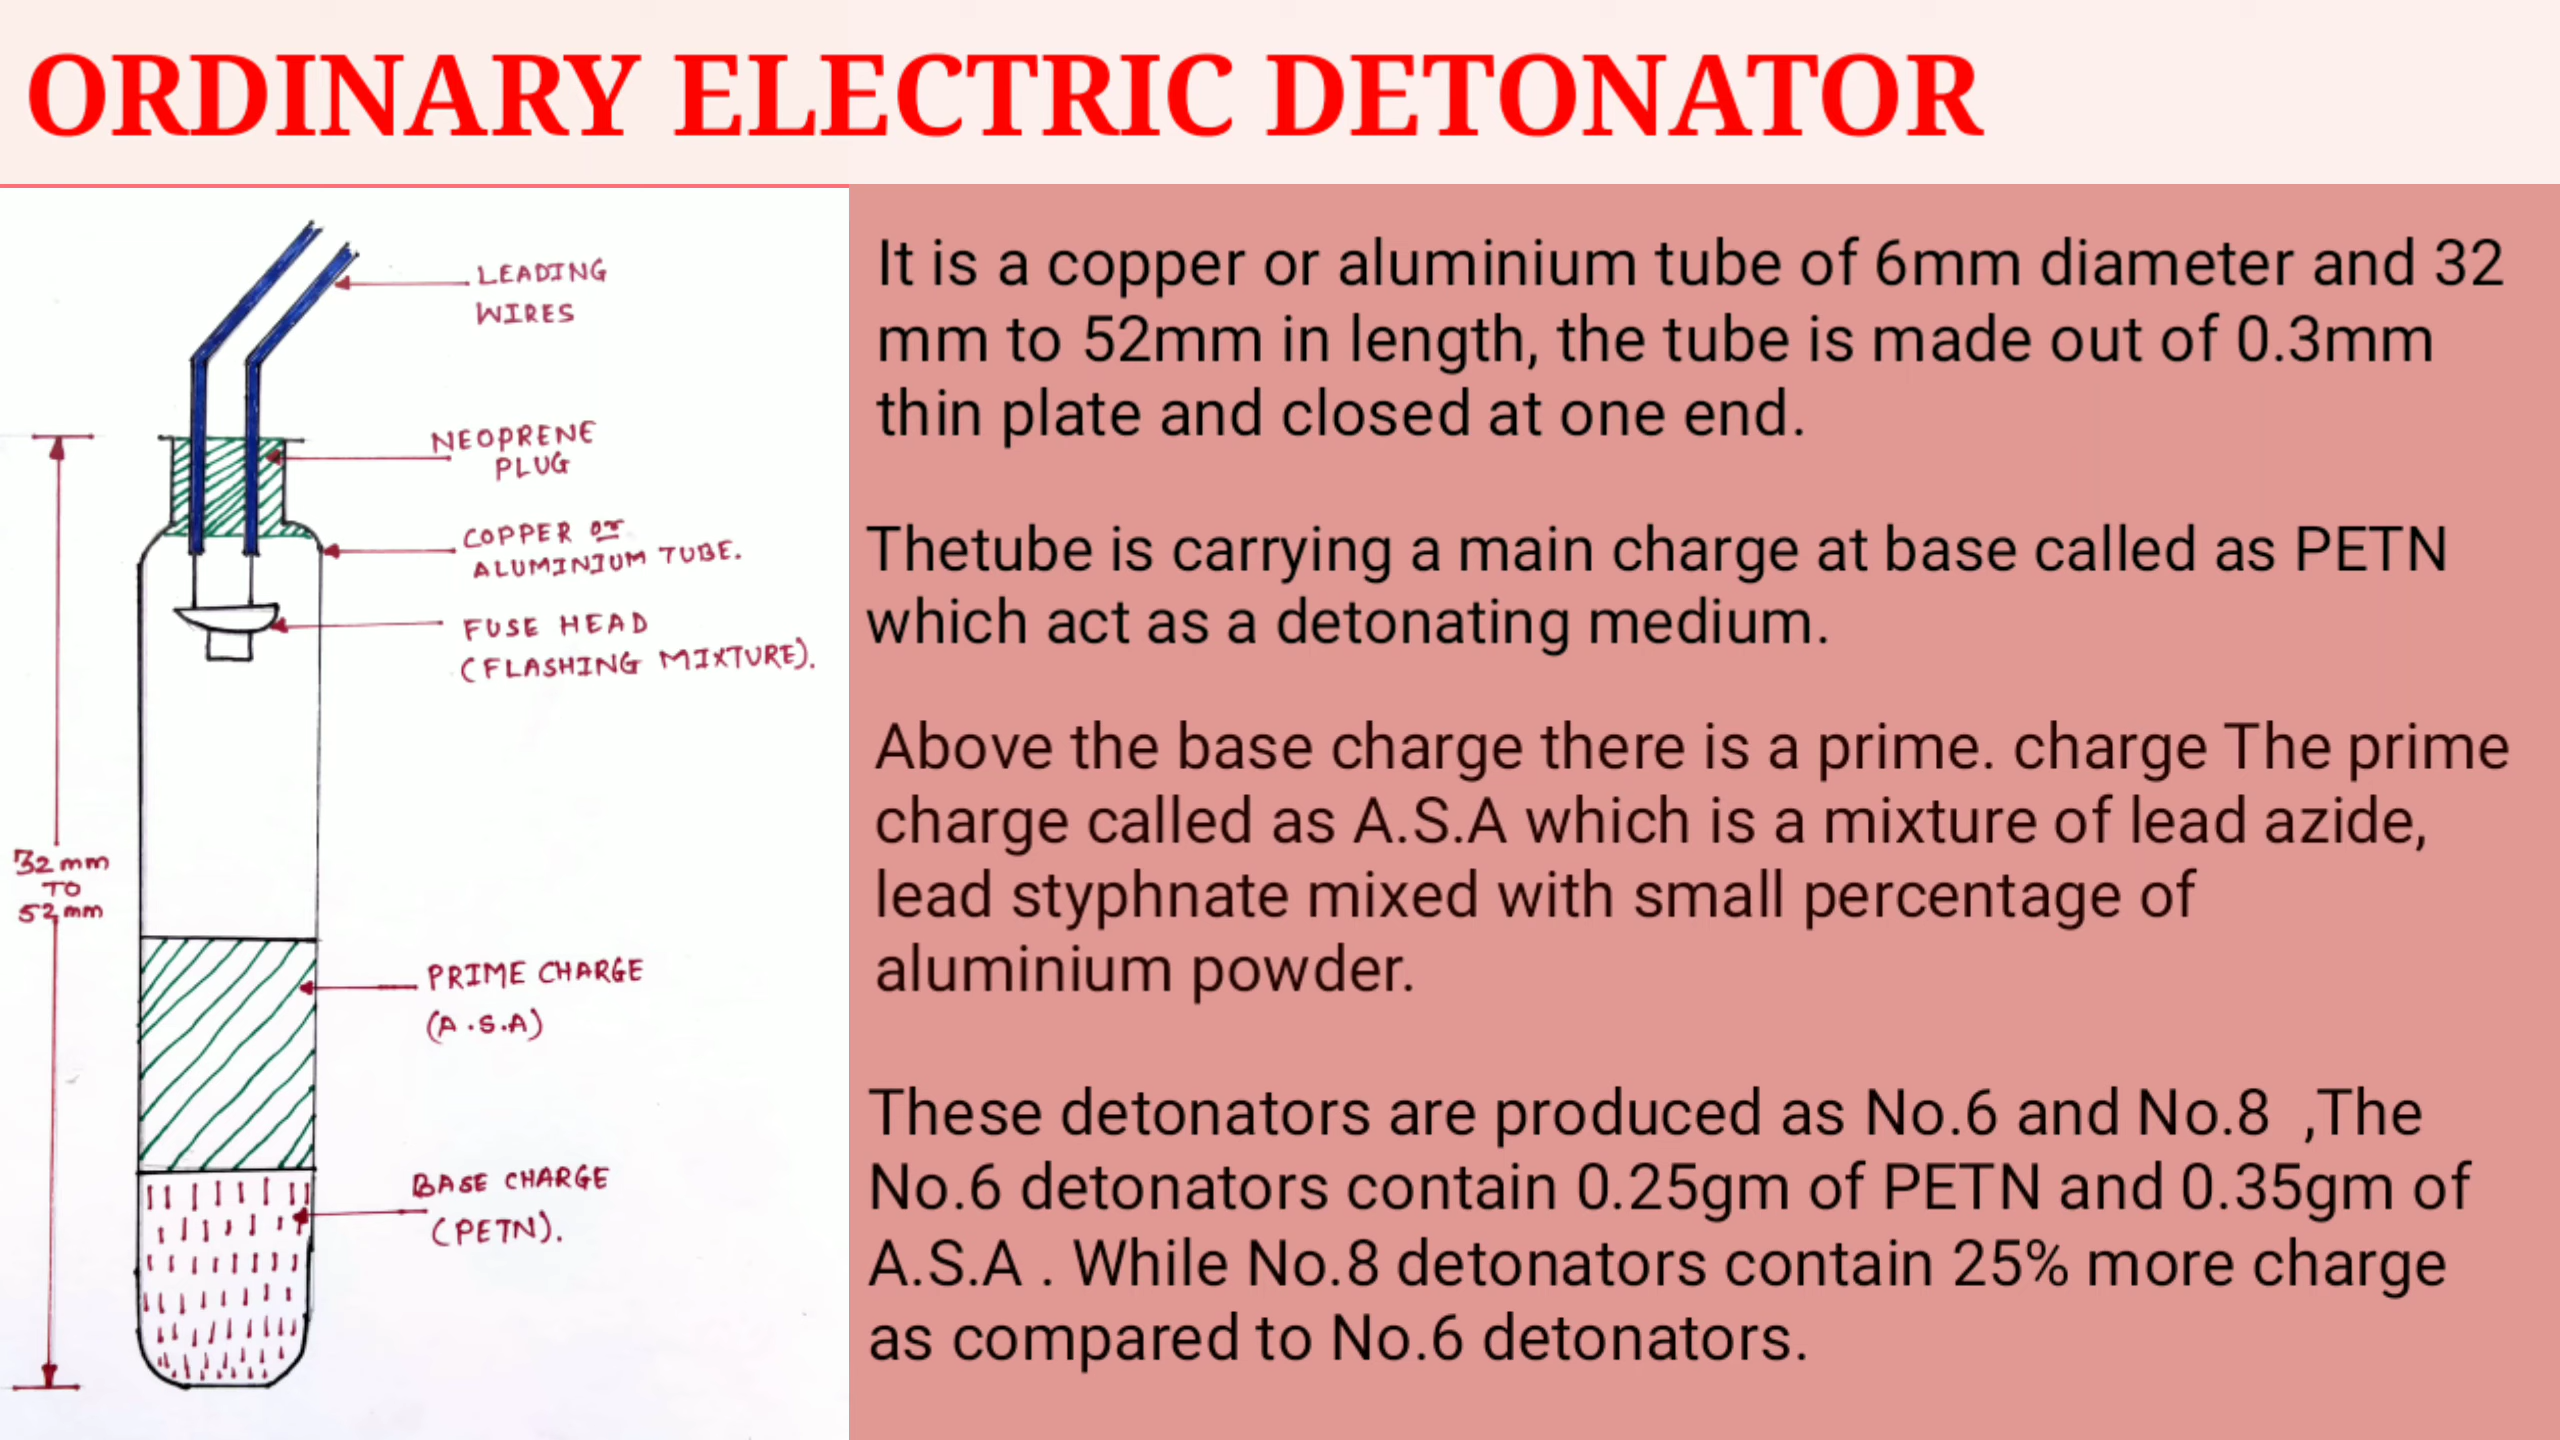 ORDINARY ELECTRIC DETONATOR
LEADING
WIRES
NEOPRENE
PLUG
COPPER or
ALUMINIUM TUBE.
FUSE HEAD
(FLASHING MIXTURE).
32 mm
TO
52 mm
PRIME CHARGE
(A.S.A)
BASE CHARGE
(PETN).
It is a copper or aluminium tube of 6mm diameter and 32
mm to 52mm in length, the tube is made out of 0.3mm
thin plate and closed at one end.
Thetube is carrying a main charge at base called as PETN
which act as a detonating medium.
Above the base charge there is a prime. charge The prime
charge called as A.S.A which is a mixture of lead azide,
lead styphnate mixed with small percentage of
aluminium powder.
These detonators are produced as No.6 and No.8 ,The
No.6 detonators contain 0.25gm of PETN and 0.35gm of
A.S.A . While No.8 detonators contain 25% more charge
as compared to No.6 detonators.